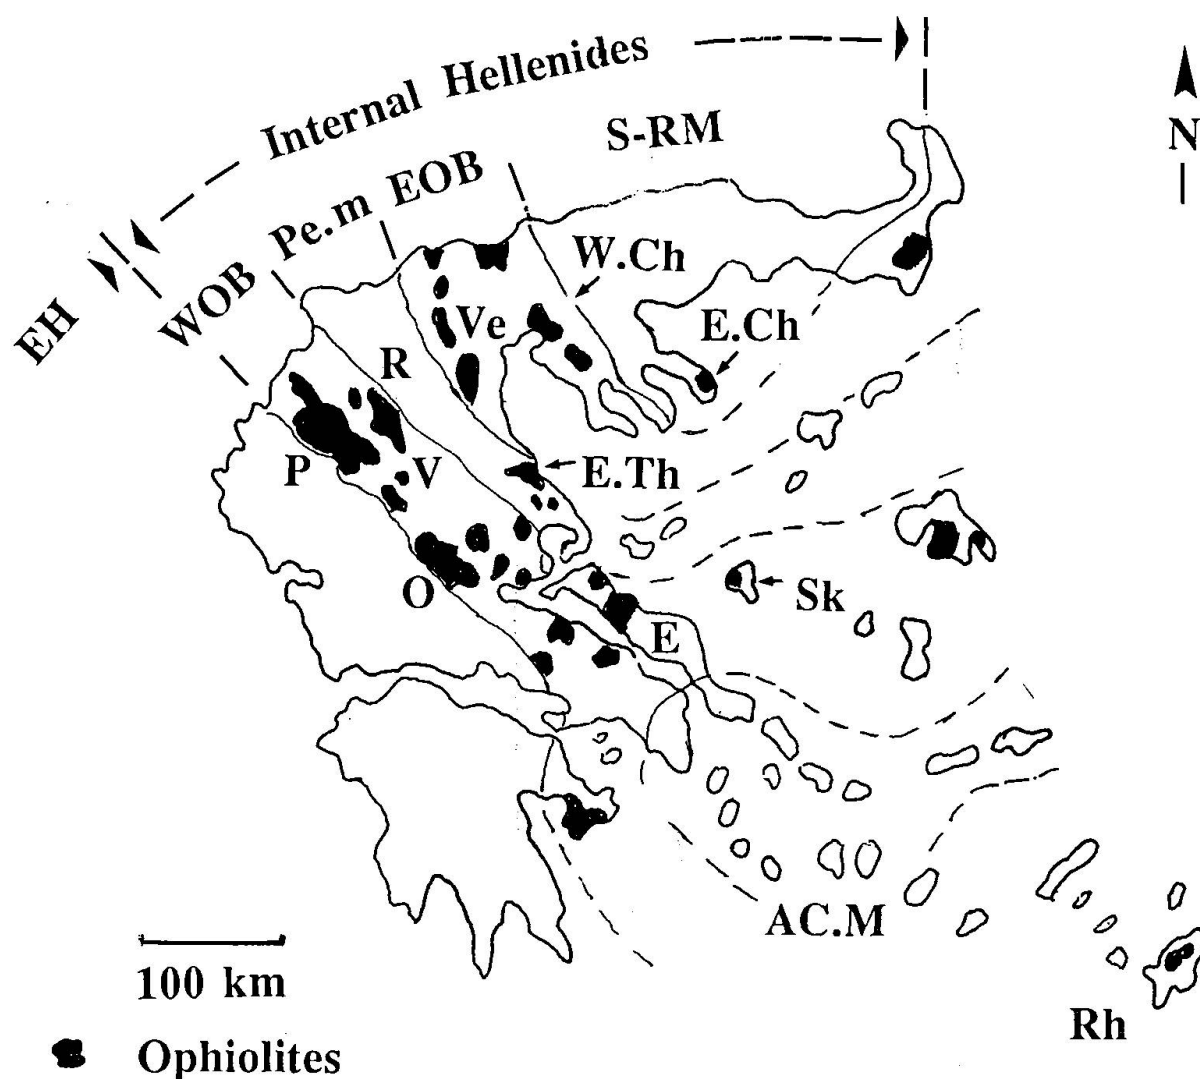 Internal Hellenides
N
S-RM
EH
WOB
Pe.m
EOB
W.Ch
E.Ch
Ve
R
P
V
E.Th
O
Sk
E
AC.M
Rh
100 km
Ophiolites